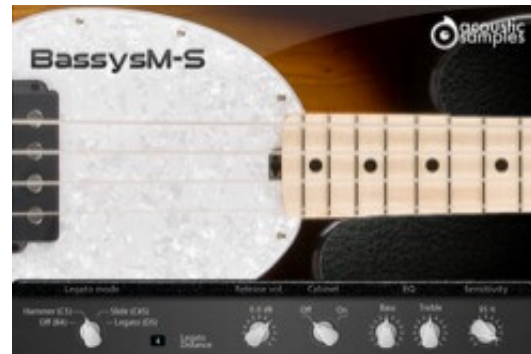 BassysM-S
acoustic
samples
Legato mode
Release vol.
Cabinet
EQ
Sensitivity
Hammer (C5)
Slide (C#5)
Off (B4)
Legato (D5)
4
Legato
Distance
0.0 dB
Off
On
Bass
Treble